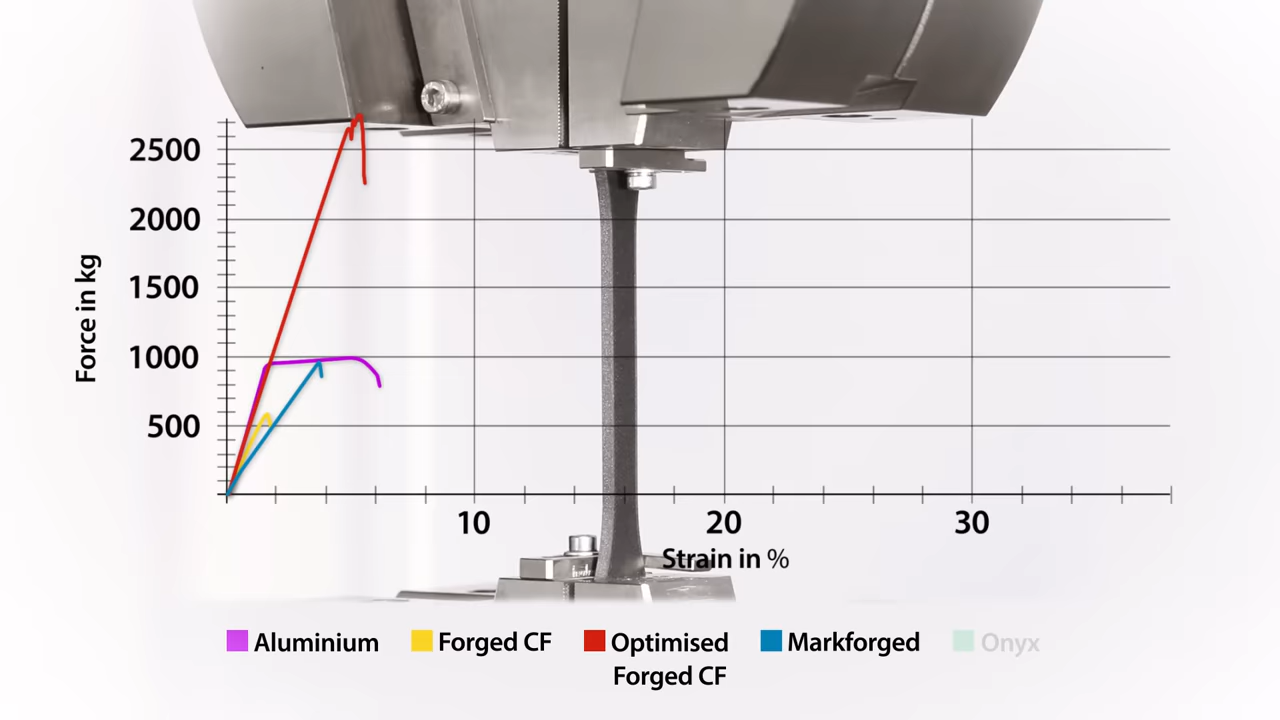 2500
2000
1500
1000
500
Force in kg
10
20
30
Strain in %
Aluminium
Forged CF
Optimised
Forged CF
Markforged
Onyx